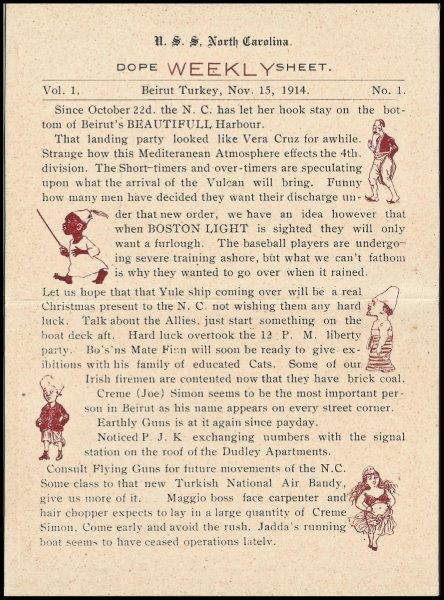 U. S. S. North Carolina.
DOPE WEEKLY SHEET.
Vol. 1. Beirut Turkey, Nov. 15, 1914. No. 1.
Since October 22d. the N. C. has let her hook stay on the bot-
tom of Beirut's BEAUTIFULL Harbour.
That landing party looked like Vera Cruz for awhile.
Strange how this Mediteranean Atmosphere effects the 4th.
division. The Short-timers and over-timers are speculating
upon what the arrival of the Vulcan will bring. Funny
how many men have decided they want their discharge un-
der that new order, we have an idea however that
when BOSTON LIGHT is sighted they will only
want a furlough. The baseball players are undergo-
ing severe training ashore, but what we can't fathom
is why they wanted to go over when it rained.
Let us hope that that Yule ship coming over will be a real
Christmas present to the N. C. not wishing them any hard
luck. Talk about the Allies, just start something on the
boat deck aft. Hard luck overtook the 12 P. M. liberty
party. Bo's'ns Mate Finn will soon be ready to give ex-
ibitions with his family of educated Cats. Some of our
Irish firemen are contented now that they have brick coal.
Creme (Joe) Simon seems to be the most important per-
son in Beirut as his name appears on every street corner.
Earthly Guns is at it again since payday.
Noticed P. J. K. exchanging numbers with the signal
station on the roof of the Dudley Apartments.
Consult Flying Guns for future movements of the N.C.
Some class to that new Turkish National Air Baudy,
give us more of it. Maggio boss face carpenter and
hair chopper expects to lay in a large quantity of Creme
Simon. Come early and avoid the rush. Jadda's running
boat seems to have ceased operations lately.